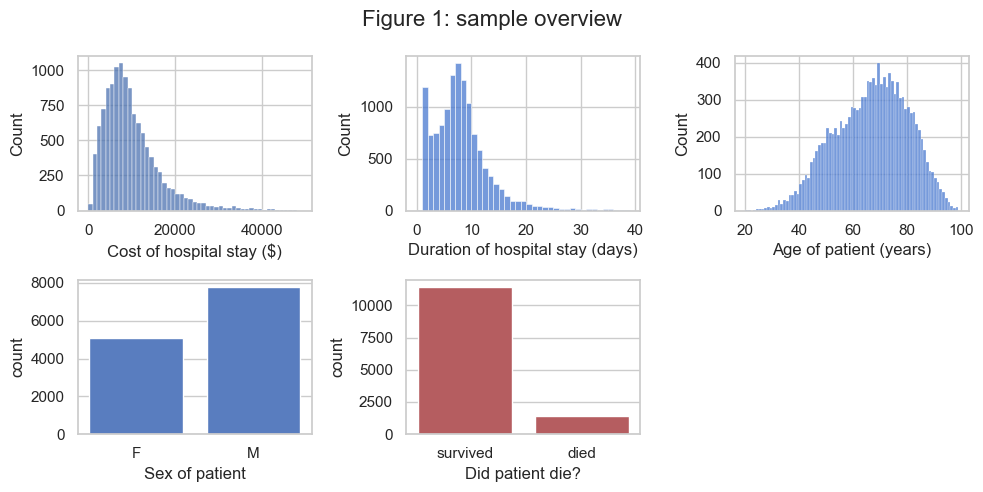 Figure 1: sample overview
Count
1000
750
500
250
0
0 20000 40000
Cost of hospital stay ($)
Count
1000
500
0
0 10 20 30 40
Duration of hospital stay (days)
Count
400
300
200
100
0
20 40 60 80 100
Age of patient (years)
count
8000
6000
4000
2000
0
F M
Sex of patient
count
10000
7500
5000
2500
0
survived died
Did patient die?